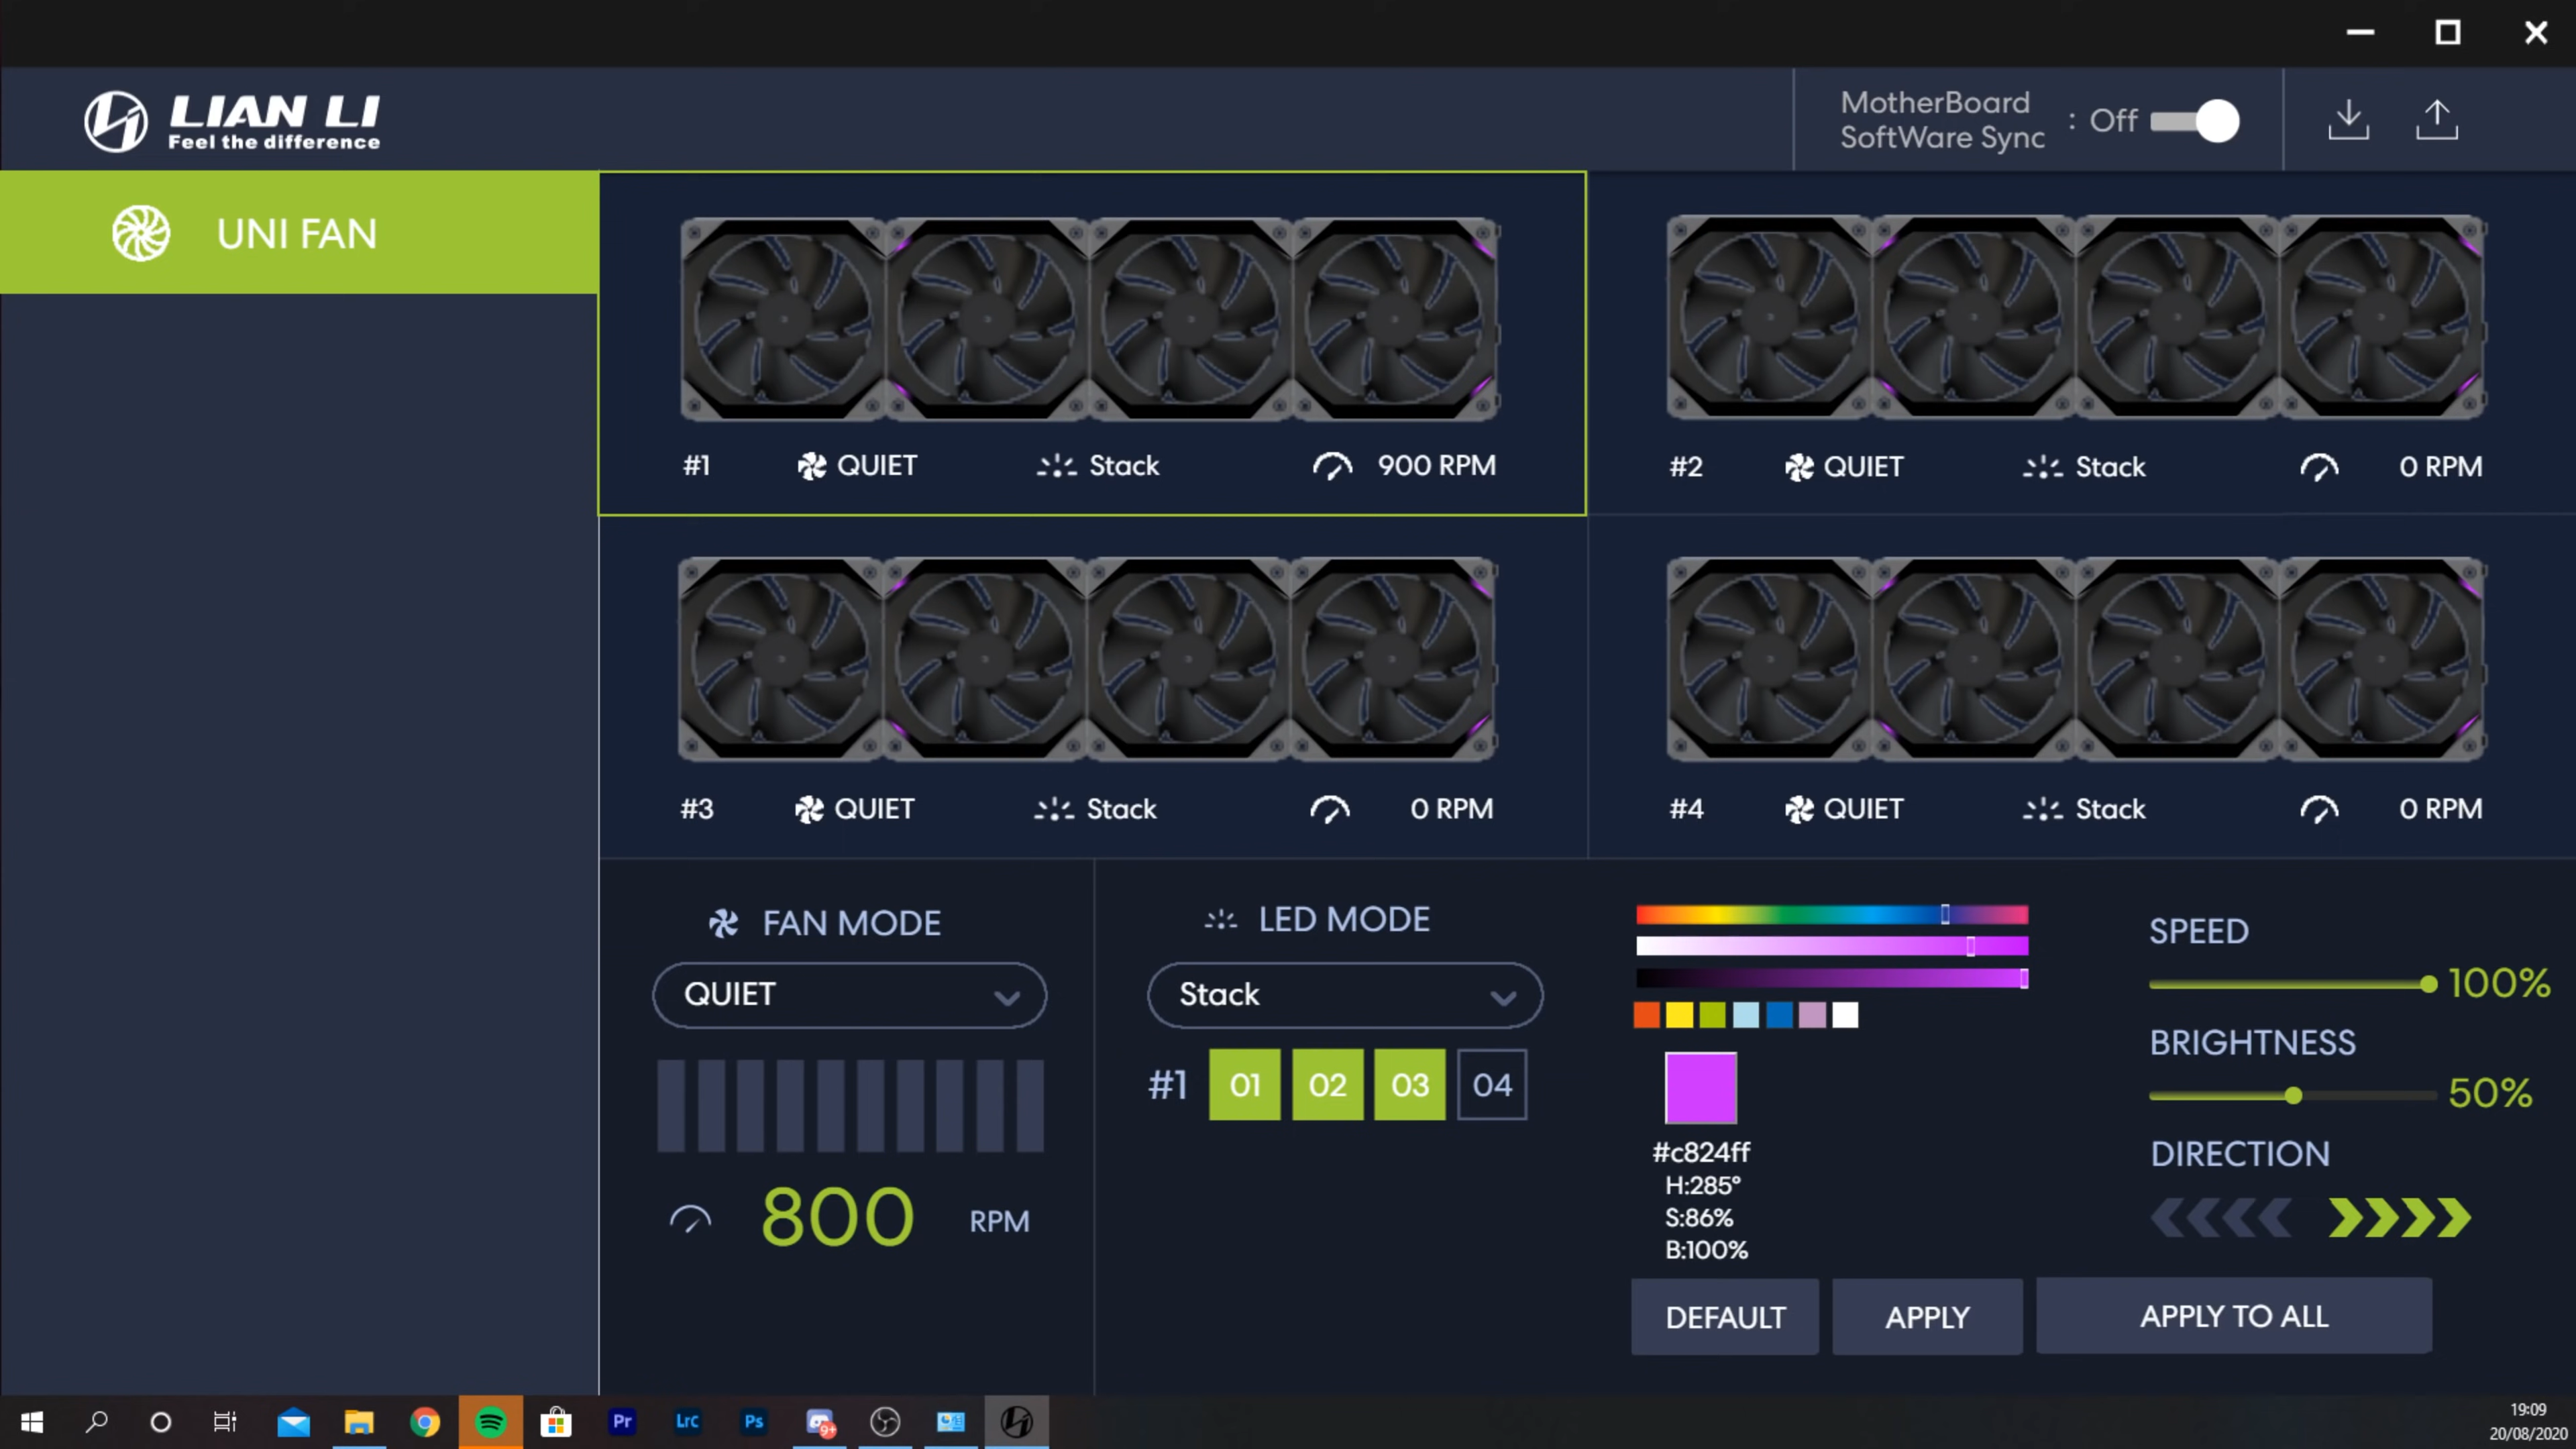 LIAN LI
Feel the difference
MotherBoard
SoftWare Sync : Off
UNI FAN
#1 QUIET Stack 900 RPM
#2 QUIET Stack 0 RPM
#3 QUIET Stack 0 RPM
#4 QUIET Stack 0 RPM
FAN MODE
QUIET
800 RPM
LED MODE
Stack
#1 01 02 03 04
#c824ff
H:285°
S:86%
B:100%
SPEED
100%
BRIGHTNESS
50%
DIRECTION
DEFAULT APPLY APPLY TO ALL
Pr LrC Ps 9+
19:09
20/08/2020